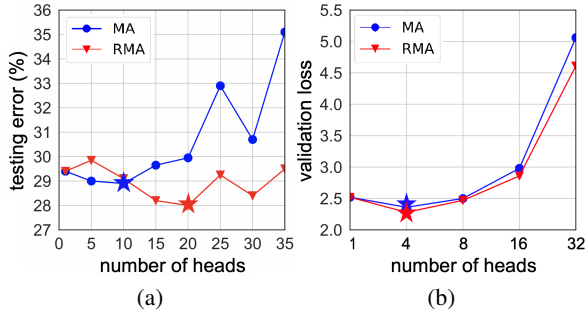 36
35
34
33
32
31
30
29
28
27
testing error (%)
MA
RMA
0 5 10 15 20 25 30 35
number of heads
(a)
5.5
5.0
4.5
4.0
3.5
3.0
2.5
2.0
validation loss
MA
RMA
1 4 8 16 32
number of heads
(b)